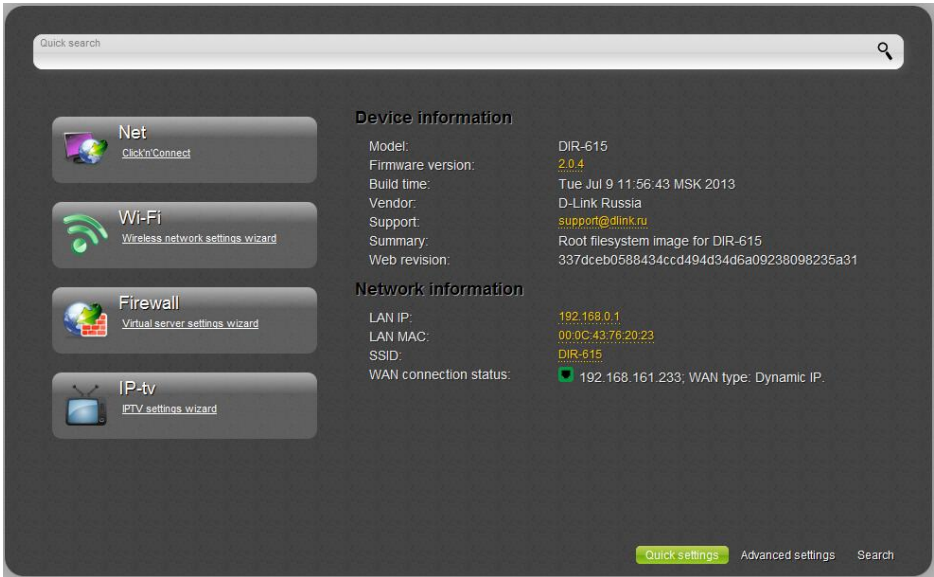 Quick search
Net
Click'n'Connect
Wi-Fi
Wireless network settings wizard
Firewall
Virtual server settings wizard
IP-tv
IPTV settings wizard
Device information
Model: DIR-615
Firmware version: 2.0.4
Build time: Tue Jul 9 11:56:43 MSK 2013
Vendor: D-Link Russia
Support: support@dlink.ru
Summary: Root filesystem image for DIR-615
Web revision: 337dceb0588434ccd494d34d6a09238098235a31
Network information
LAN IP: 192.168.0.1
LAN MAC: 00:0C:43:76:20:23
SSID: DIR-615
WAN connection status: 192.168.161.233; WAN type: Dynamic IP.
Quick settings Advanced settings Search